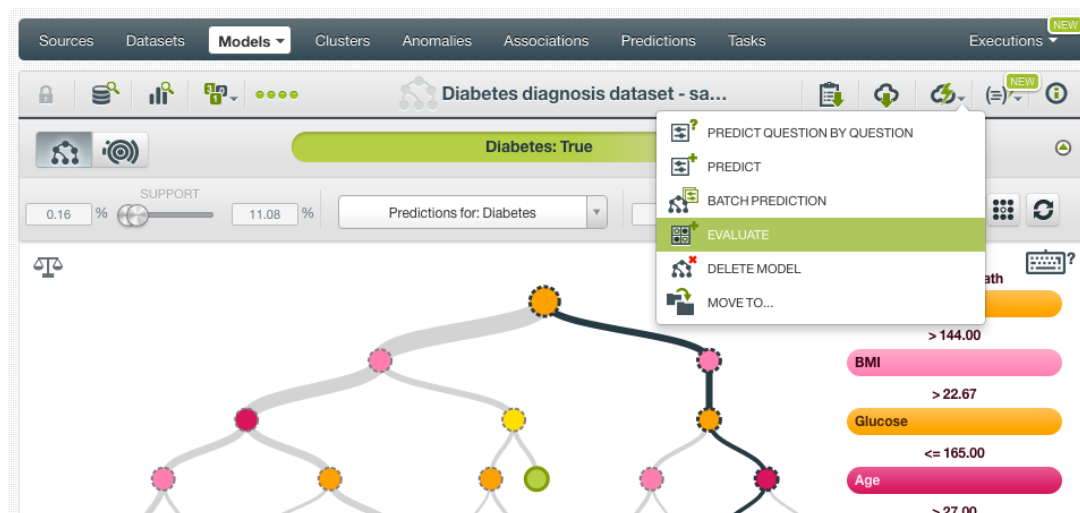 NEW
Sources Datasets Models Clusters Anomalies Associations Predictions Tasks Executions
Diabetes diagnosis dataset - sa... NEW
Diabetes: True
SUPPORT
0.16 % 11.08 % Predictions for: Diabetes
PREDICT QUESTION BY QUESTION
PREDICT
BATCH PREDICTION
EVALUATE
DELETE MODEL
MOVE TO...
?
ath
> 144.00
BMI
> 22.67
Glucose
<= 165.00
Age
> 27.00